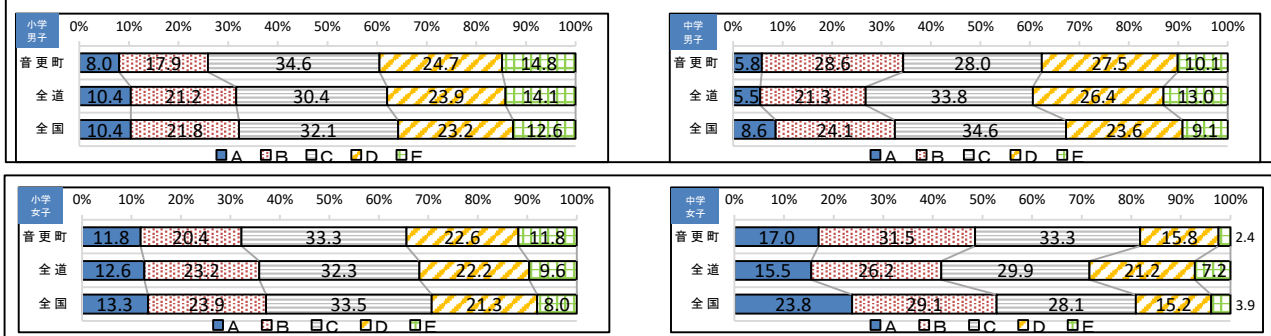 小学
男子
0% 10% 20% 30% 40% 50% 60% 70% 80% 90% 100%
音更町 8.0 17.9 34.6 24.7 14.8
全道 10.4 21.2 30.4 23.9 14.1
全国 10.4 21.8 32.1 23.2 12.6
A B C D E
中学
男子
0% 10% 20% 30% 40% 50% 60% 70% 80% 90% 100%
音更町 5.8 28.6 28.0 27.5 10.1
全道 5.5 21.3 33.8 26.4 13.0
全国 8.6 24.1 34.6 23.6 9.1
A B C D E
小学
女子
0% 10% 20% 30% 40% 50% 60% 70% 80% 90% 100%
音更町 11.8 20.4 33.3 22.6 11.8
全道 12.6 23.2 32.3 22.2 9.6
全国 13.3 23.9 33.5 21.3 8.0
A B C D E
中学
女子
0% 10% 20% 30% 40% 50% 60% 70% 80% 90% 100%
音更町 17.0 31.5 33.3 15.8 2.4
全道 15.5 26.2 29.9 21.2 7.2
全国 23.8 29.1 28.1 15.2 3.9
A B C D E